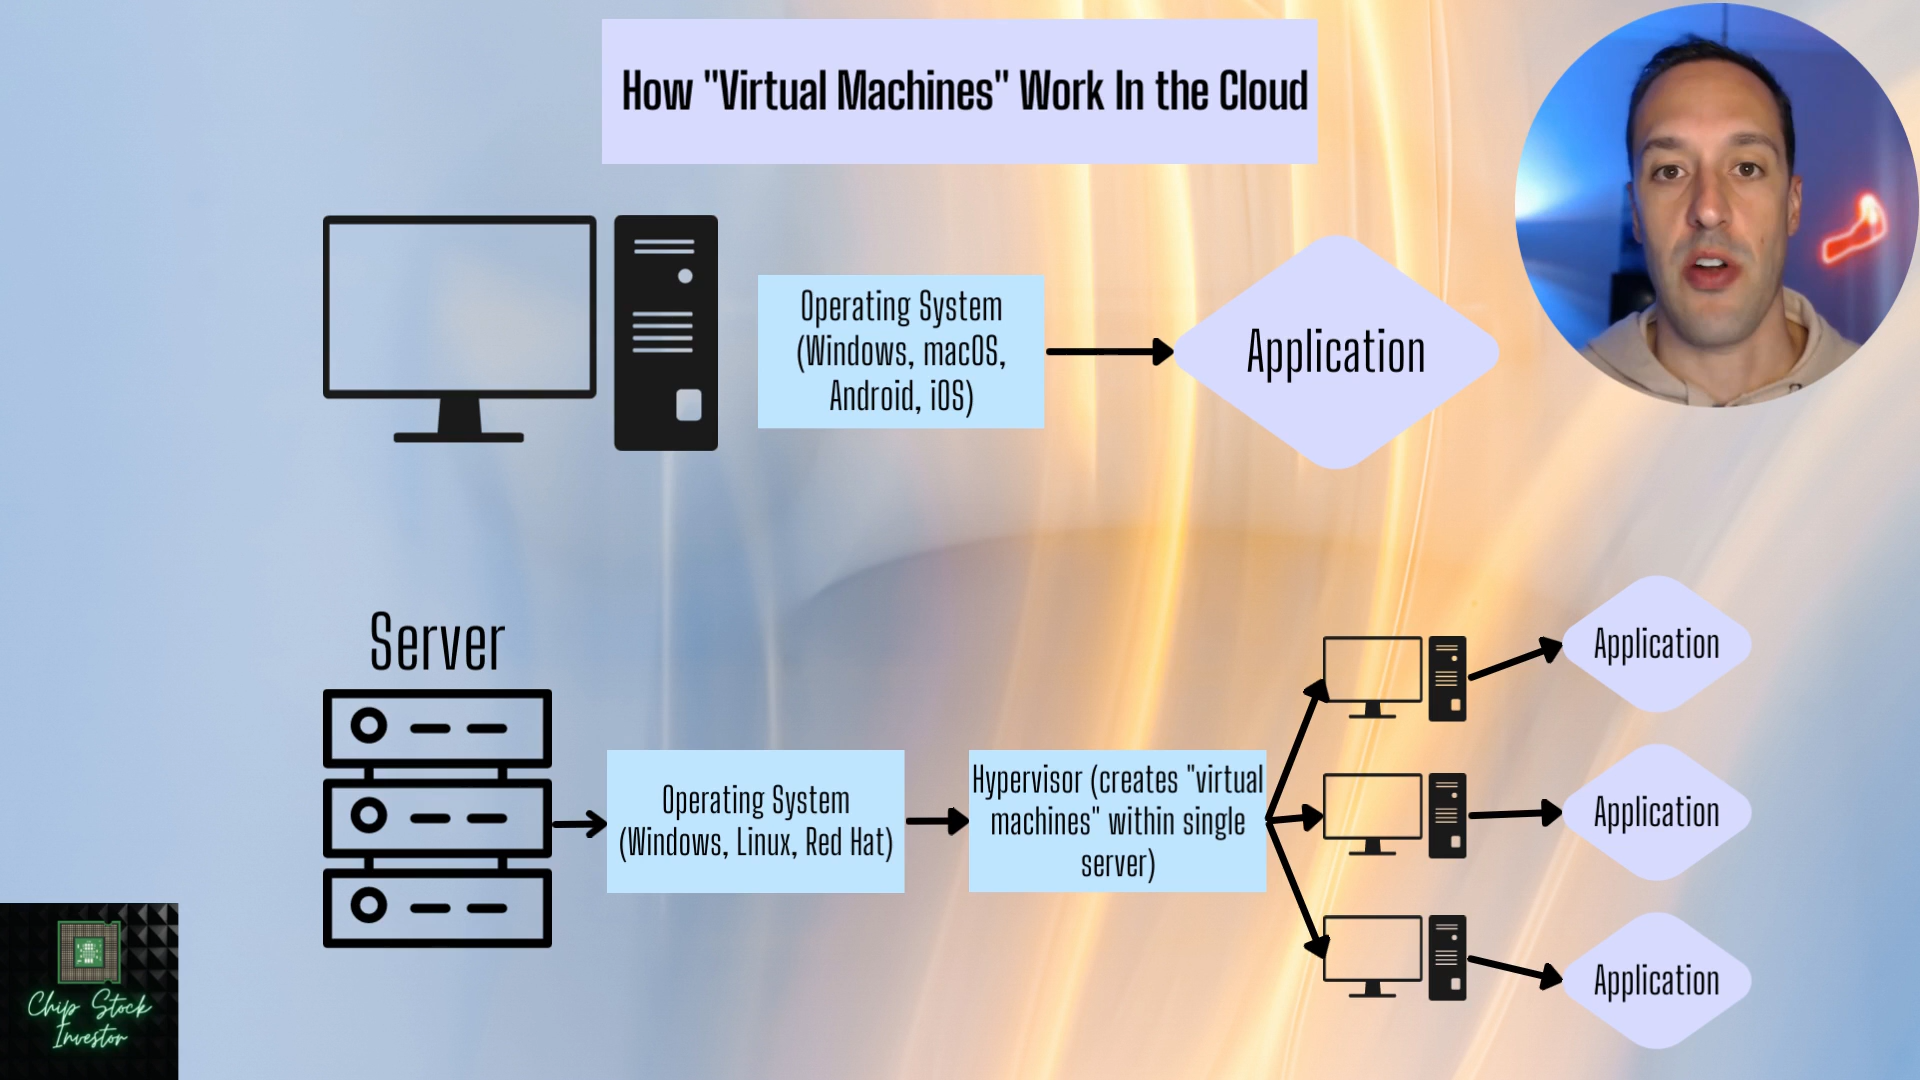 How "Virtual Machines" Work In the Cloud
Operating System
(Windows, macOS,
Android, iOS)
Application
Server
Operating System
(Windows, Linux, Red Hat)
Hypervisor (creates "virtual
machines" within single
server)
Application
Application
Application
Chip Stock
Investor